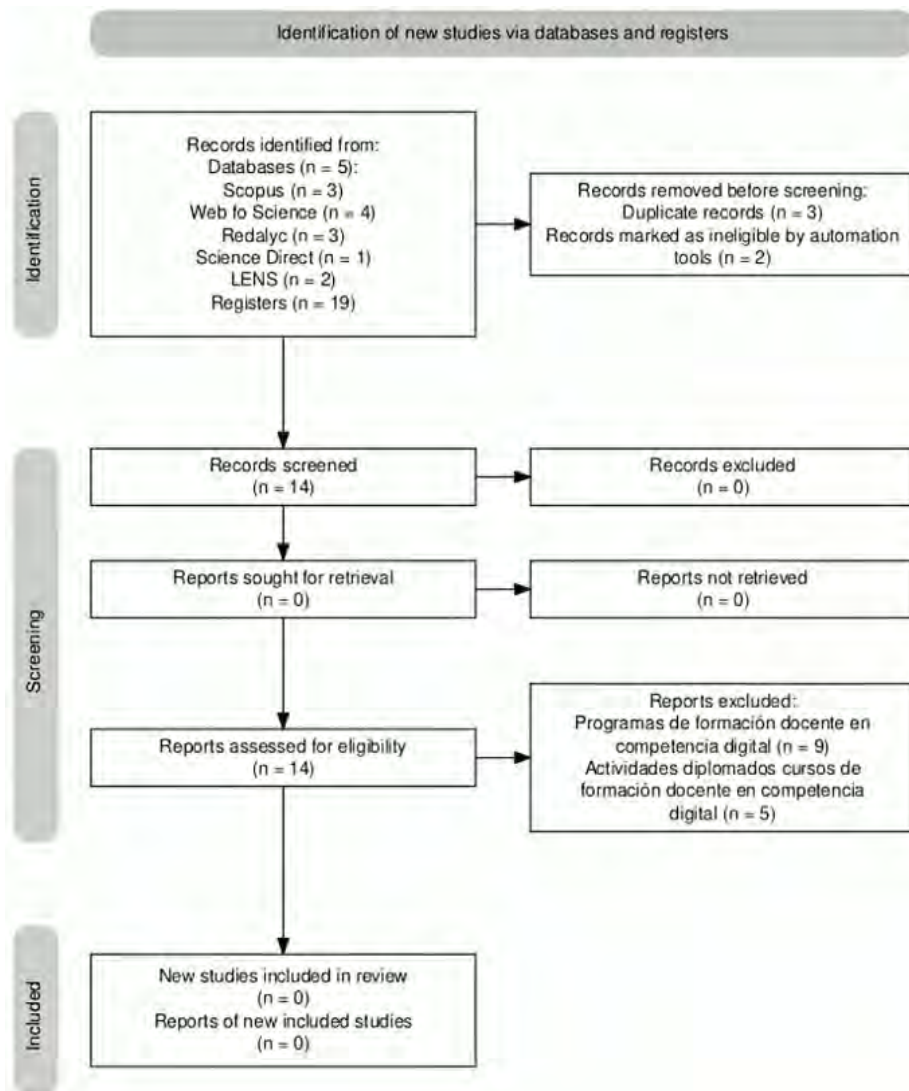 Identification of new studies via databases and registers
Identification
Records identified from:
Databases (n = 5):
Scopus (n = 3)
Web fo Science (n = 4)
Redalyc (n = 3)
Science Direct (n = 1)
LENS (n = 2)
Registers (n = 19)
Records removed before screening:
Duplicate records (n = 3)
Records marked as ineligible by automation
tools (n = 2)
Screening
Records screened
(n = 14)
Records excluded
(n = 0)
Reports sought for retrieval
(n = 0)
Reports not retrieved
(n = 0)
Reports assessed for eligibility
(n = 14)
Reports excluded:
Programas de formación docente en
competencia digital (n = 9)
Actividades diplomados cursos de
formación docente en competencia
digital (n = 5)
Included
New studies included in review
(n = 0)
Reports of new included studies
(n = 0)